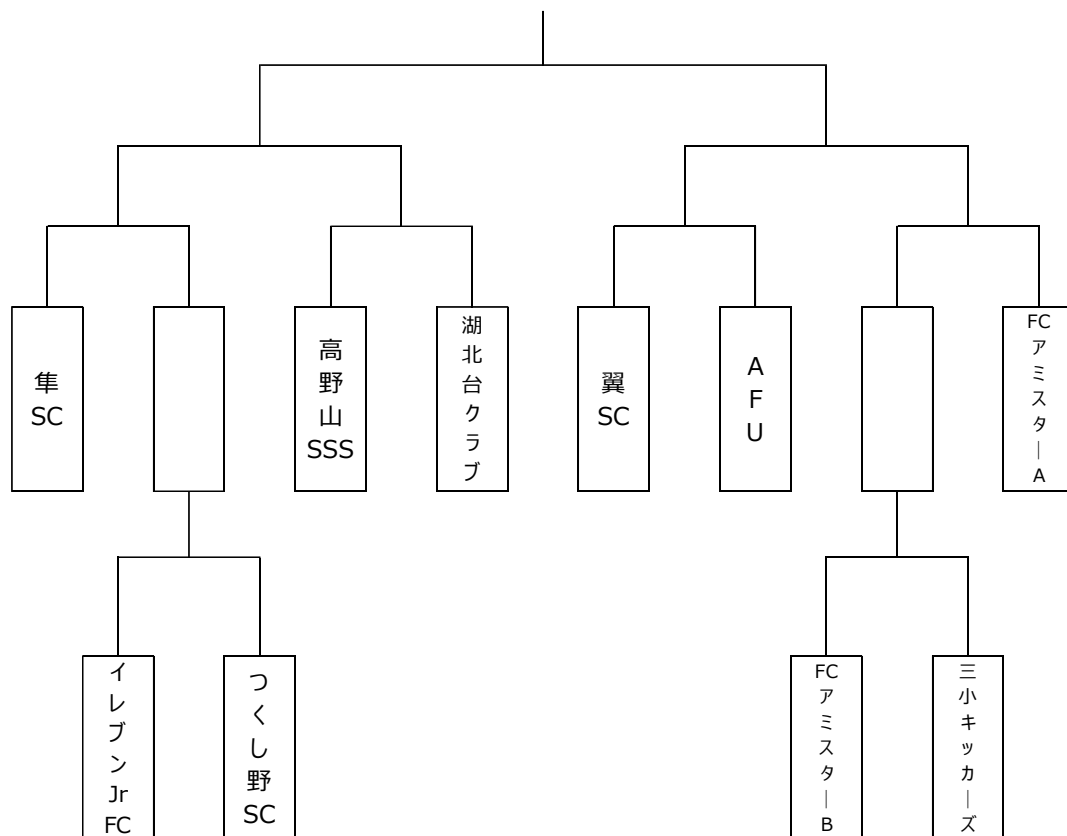 隼SC
高野山SSS
湖北台クラブ
翼SC
AFU
FCアミスターA
イレブンJrFC
つくし野SC
FCアミスターB
三小キッカーズ